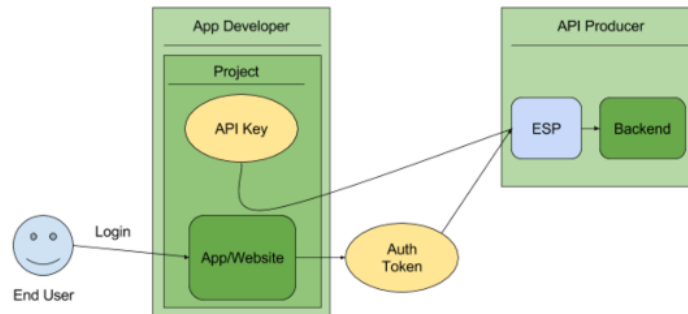 App Developer
Project
API Key
API Producer
ESP
Backend
Login
End User
App/Website
Auth
Token